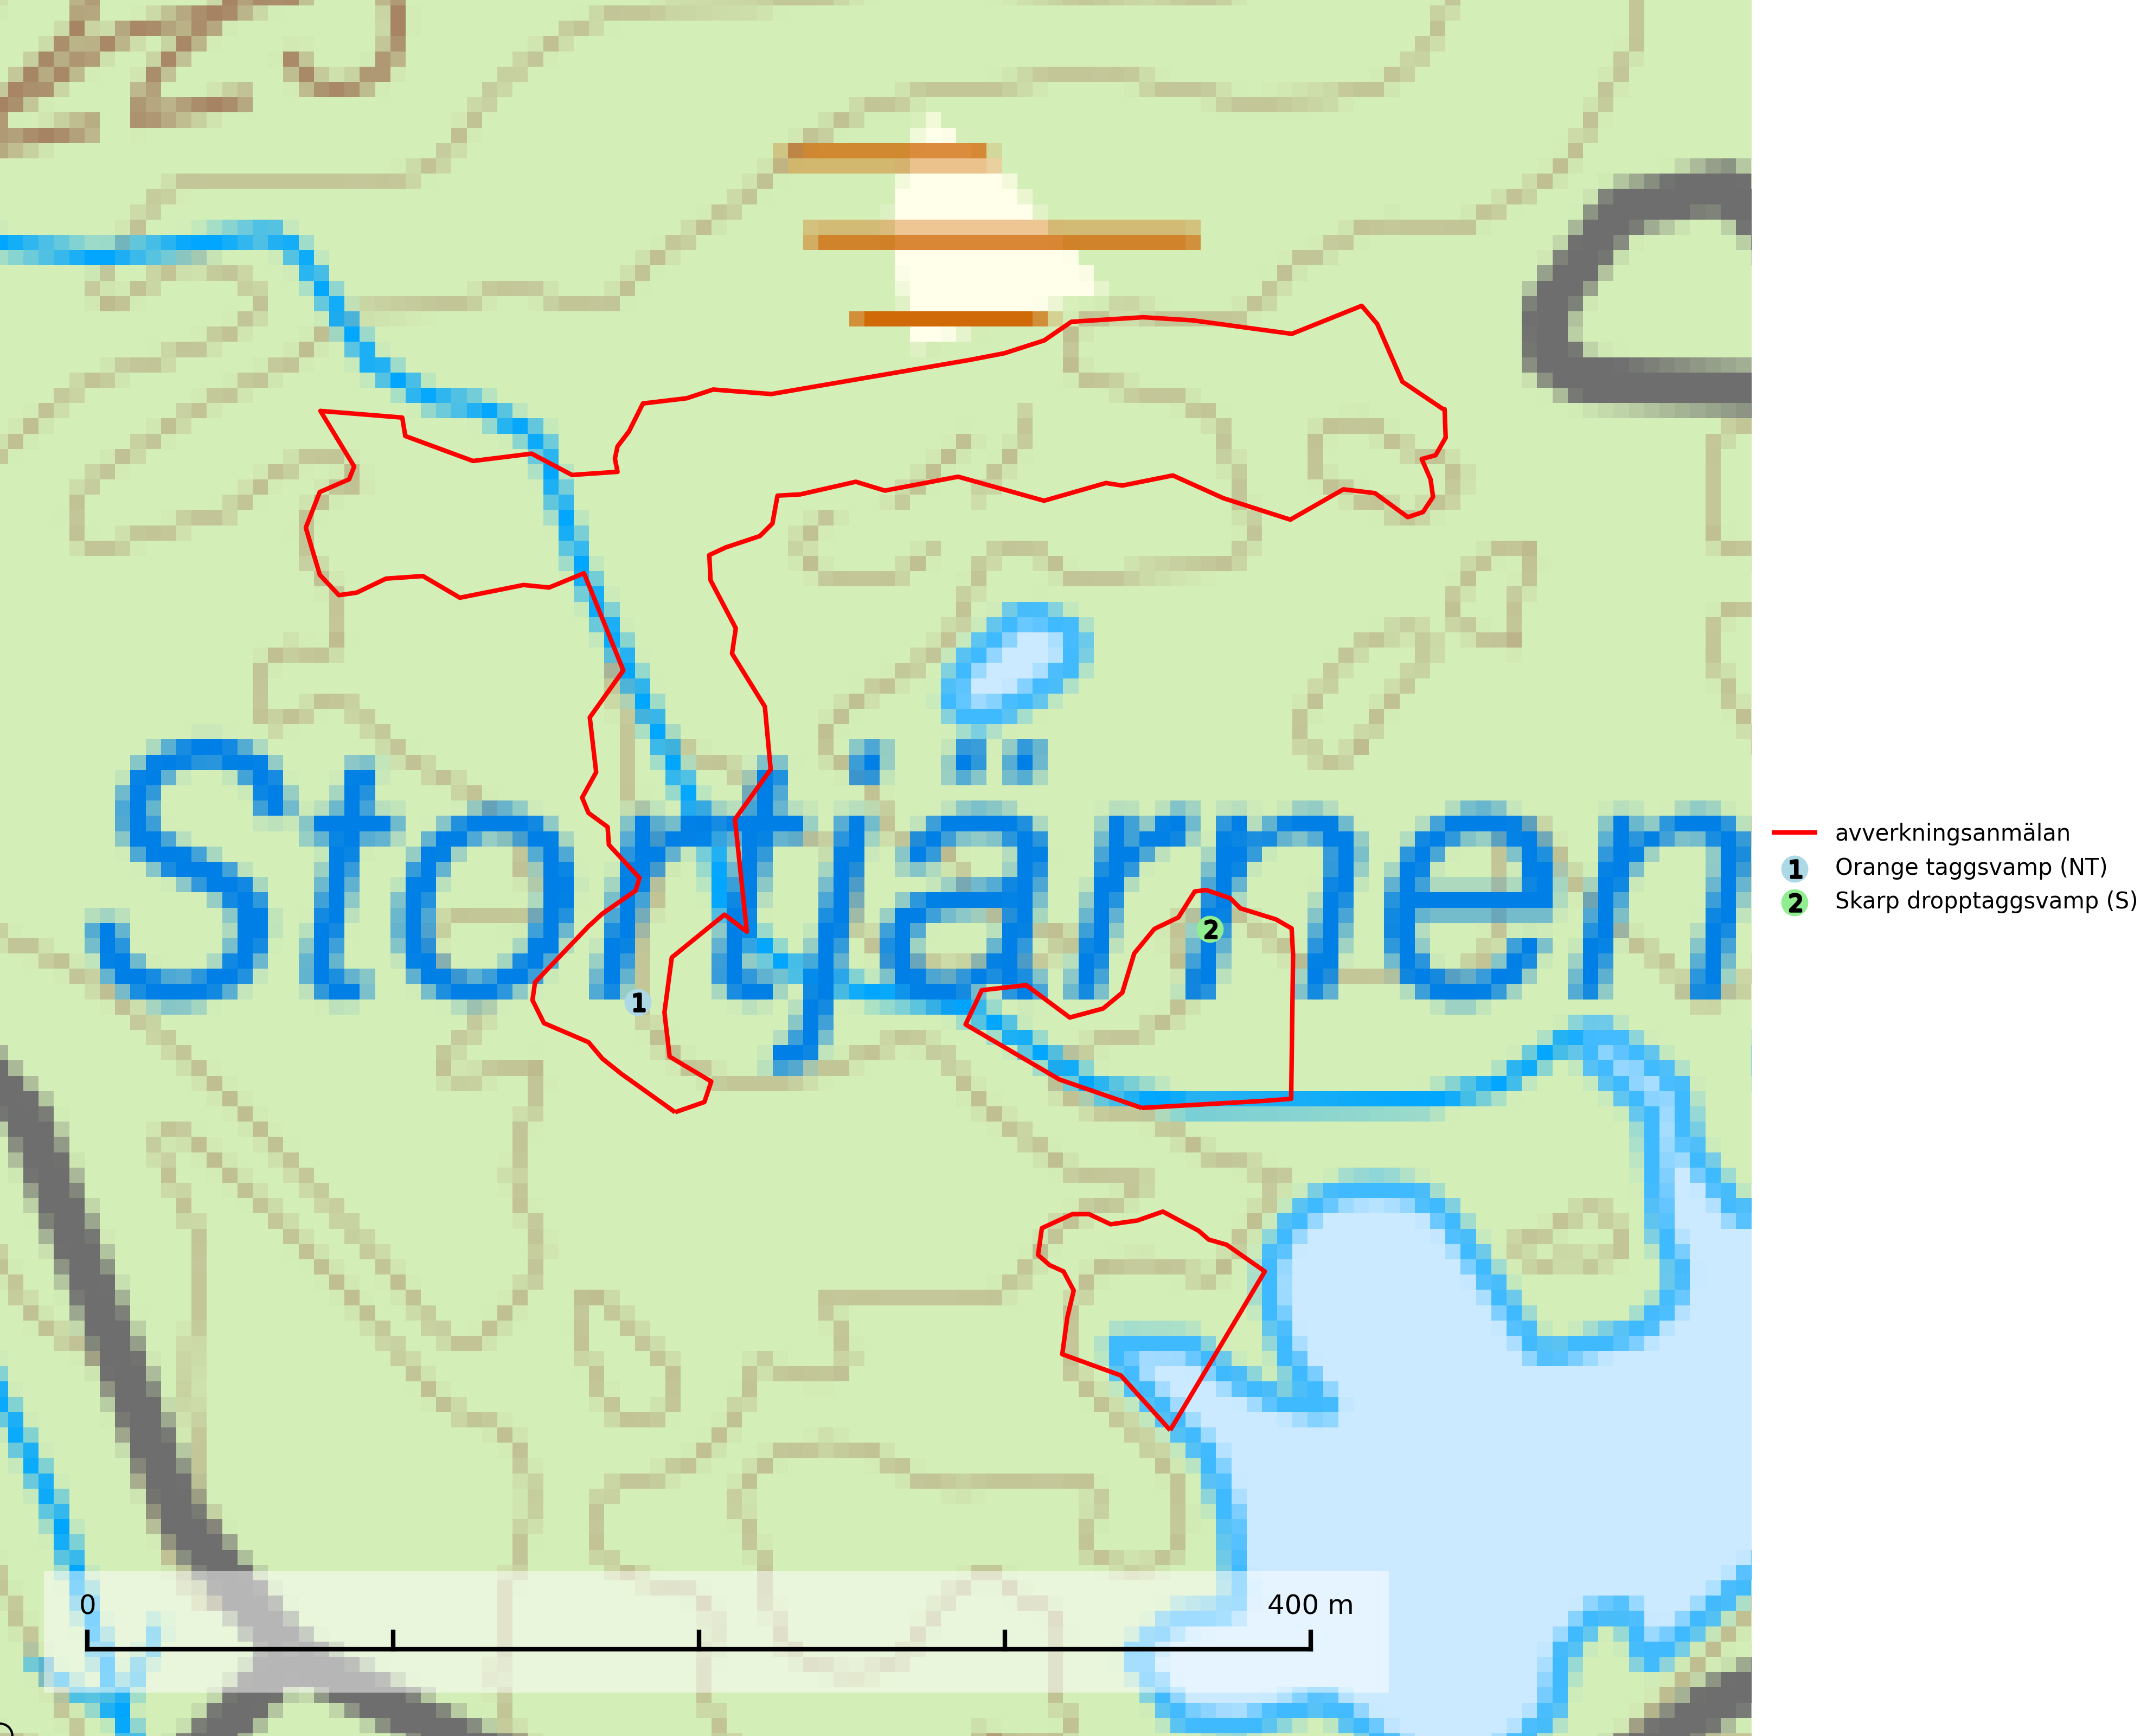 Stortjärnen
2
1
0
400 m
avverkningsanmälan
1 Orange taggsvamp (NT)
2 Skarp dropptaggsvamp (S)